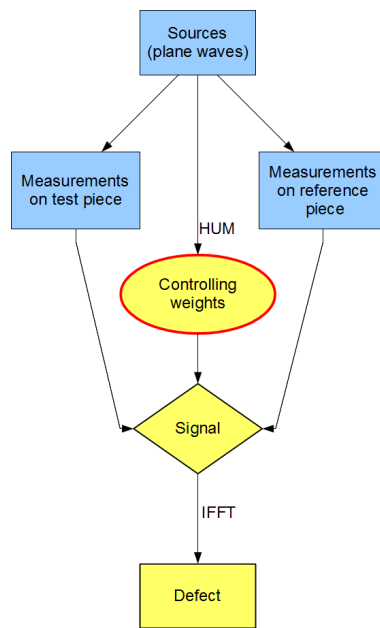 Sources
(plane waves)
Measurements
on test piece
Measurements
on reference
piece
HUM
Controlling
weights
Signal
IFFT
Defect